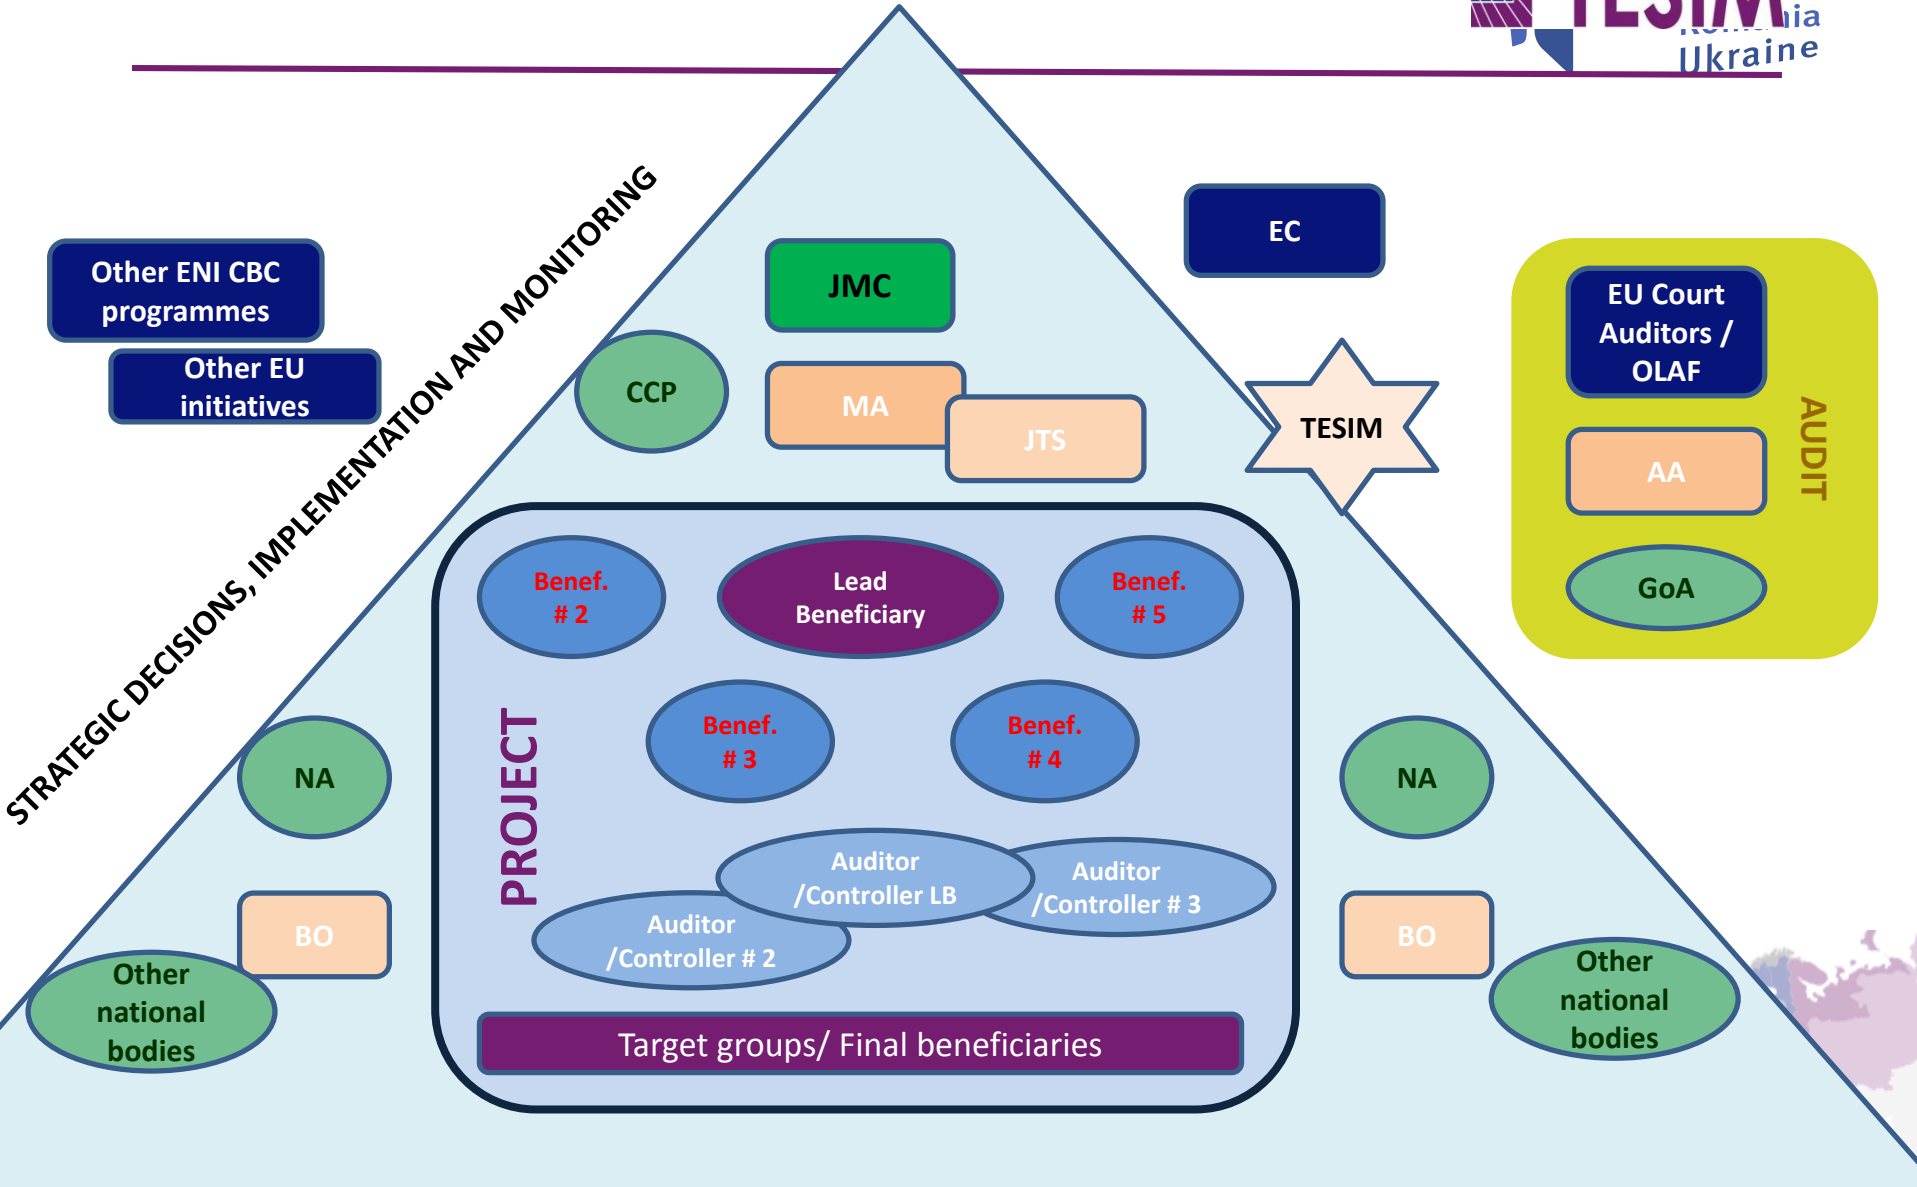 TESIM
Ukraine
STRATEGIC DECISIONS, IMPLEMENTATION AND MONITORING
Other ENI CBC
programmes
Other EU
initiatives
JMC
CCP
MA
JTS
EC
TESIM
EU Court
Auditors /
OLAF
AA
GoA
AUDIT
PROJECT
Benef.
# 2
Lead
Beneficiary
Benef.
# 5
Benef.
# 3
Benef.
# 4
Auditor
/Controller LB
Auditor
/Controller # 3
Auditor
/Controller # 2
Target groups/ Final beneficiaries
NA
BO
Other
national
bodies
NA
BO
Other
national
bodies